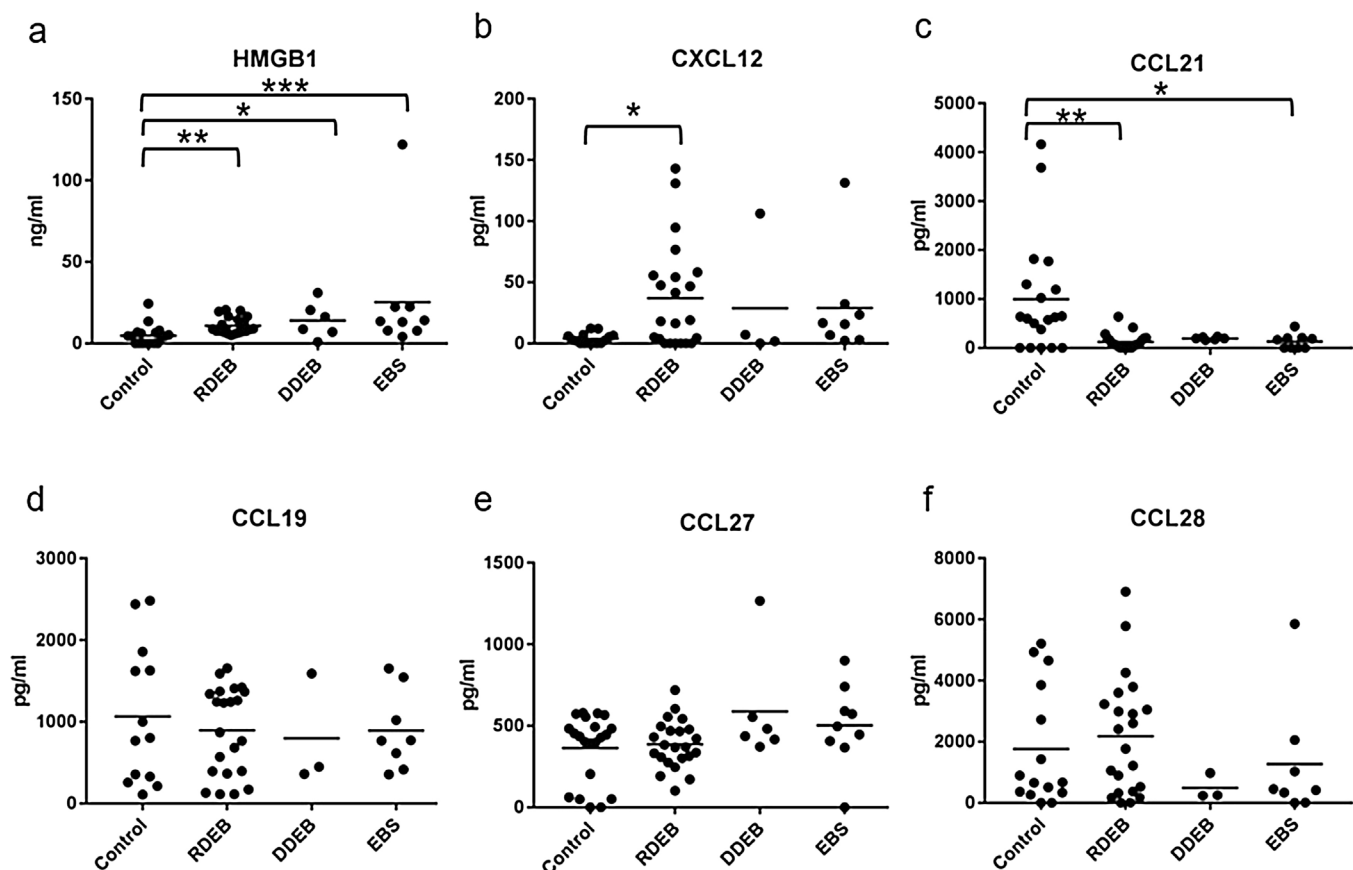 a
HMGB1
***
*
**
150
100
50
0
ng/ml
Control
RDEB
DDEB
EBS
b
CXCL12
*
200
150
100
50
0
pg/ml
Control
RDEB
DDEB
EBS
c
CCL21
*
**
5000
4000
3000
2000
1000
0
pg/ml
Control
RDEB
DDEB
EBS
d
CCL19
3000
2000
1000
0
pg/ml
Control
RDEB
DDEB
EBS
e
CCL27
1500
1000
500
0
pg/ml
Control
RDEB
DDEB
EBS
f
CCL28
8000
6000
4000
2000
0
pg/ml
Control
RDEB
DDEB
EBS